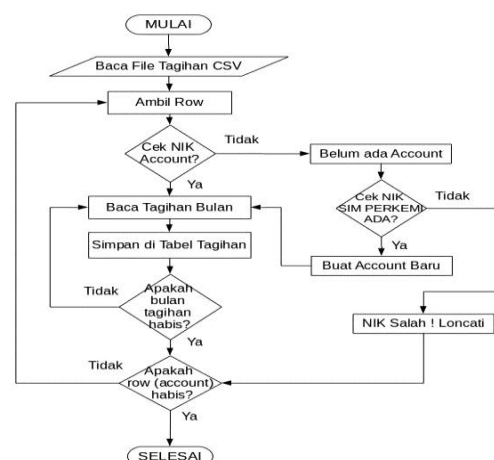 MULAI
Baca File Tagihan CSV
Ambil Row
Cek NIK
Account?
Tidak
Belum ada Account
Ya
Cek NIK
SIM PERKEMI
ADA?
Tidak
Ya
Buat Account Baru
Baca Tagihan Bulan
Simpan di Tabel Tagihan
Apakah
bulan
tagihan
habis?
Tidak
Ya
NIK Salah ! Loncati
Apakah
row (account)
habis?
Tidak
Ya
SELESAI